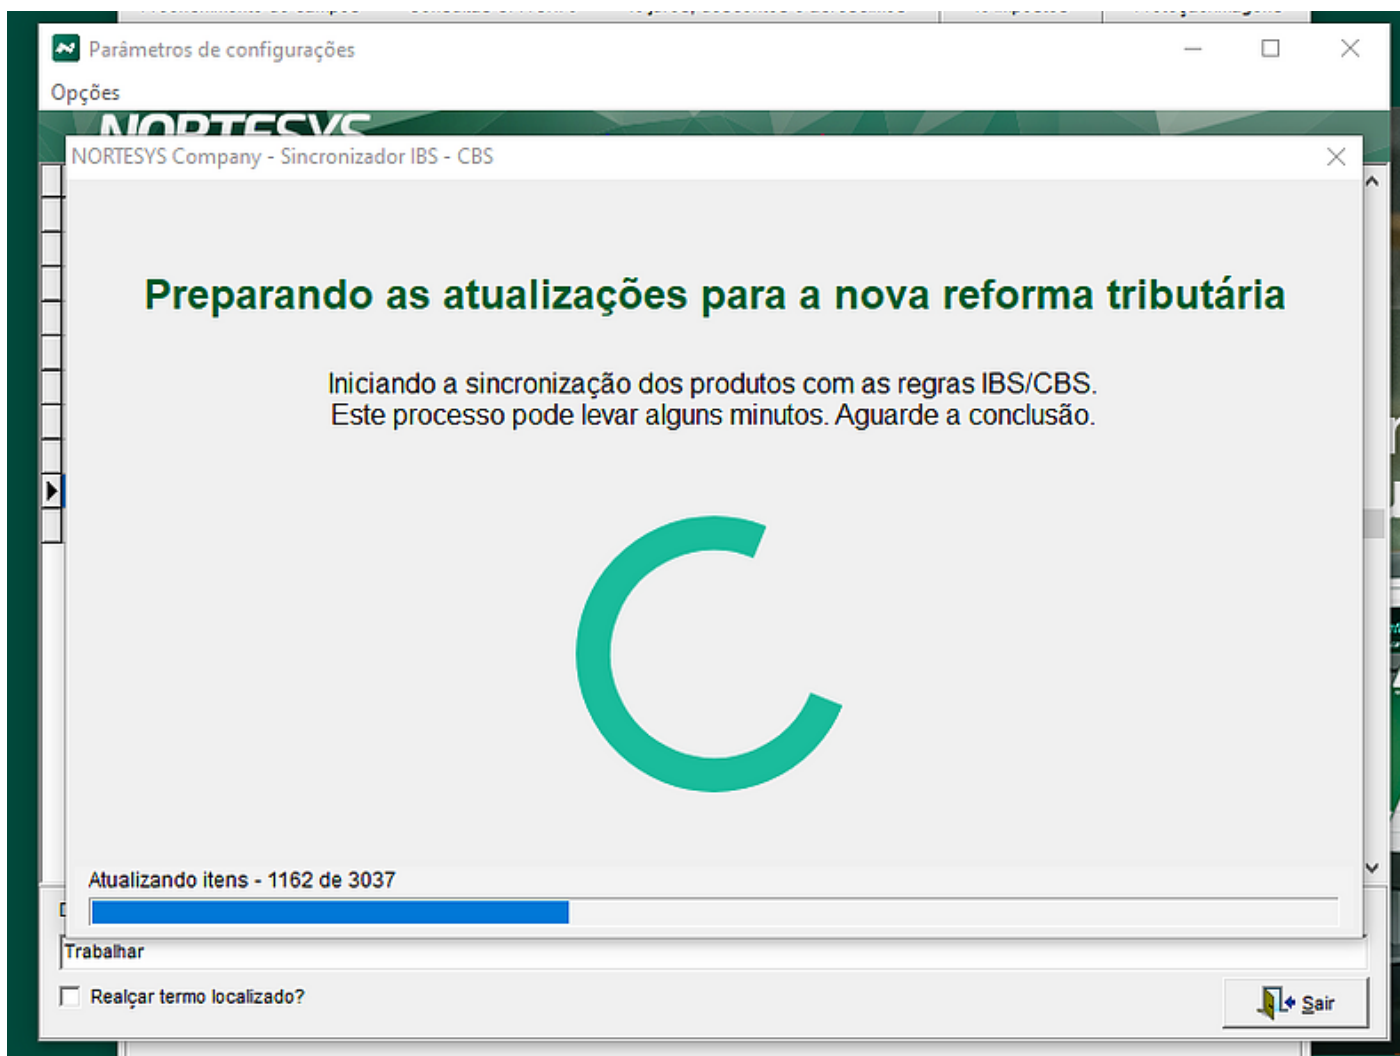 Parâmetros de configurações
Opções
NORTESYS
NORTESYS Company - Sincronizador IBS - CBS
Preparando as atualizações para a nova reforma tributária
Iniciando a sincronização dos produtos com as regras IBS/CBS.
Este processo pode levar alguns minutos. Aguarde a conclusão.
Atualizando itens - 1162 de 3037
Trabalhar
Realçar termo localizado?
Sair